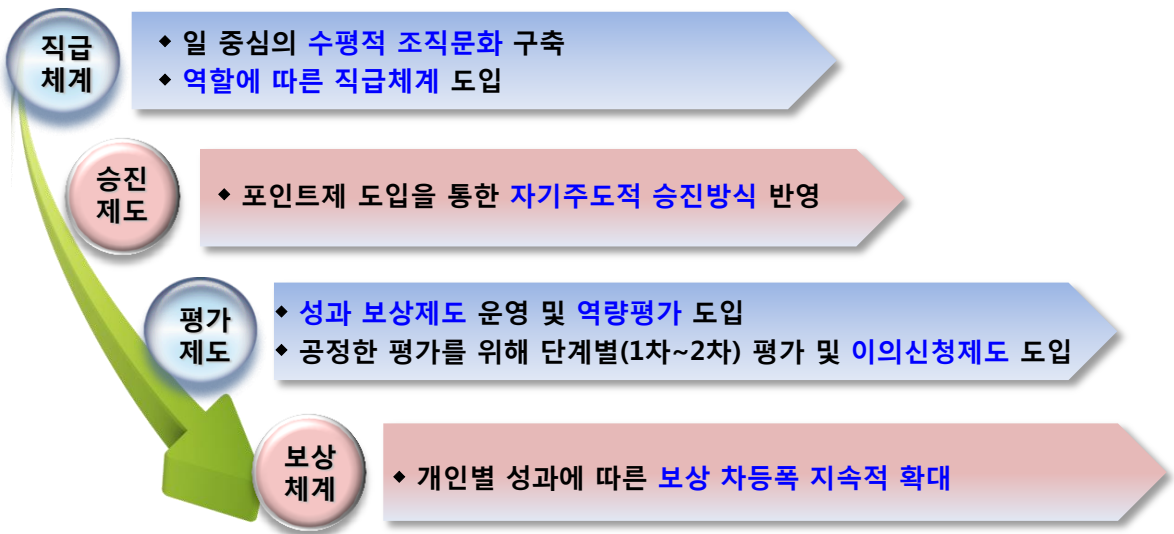 직급
체계
◆ 일 중심의 수평적 조직문화 구축
◆ 역할에 따른 직급체계 도입
승진
제도
◆ 포인트제 도입을 통한 자기주도적 승진방식 반영
평가
제도
◆ 성과 보상제도 운영 및 역량평가 도입
◆ 공정한 평가를 위해 단계별(1차~2차) 평가 및 이의신청제도 도입
보상
체계
◆ 개인별 성과에 따른 보상 차등폭 지속적 확대